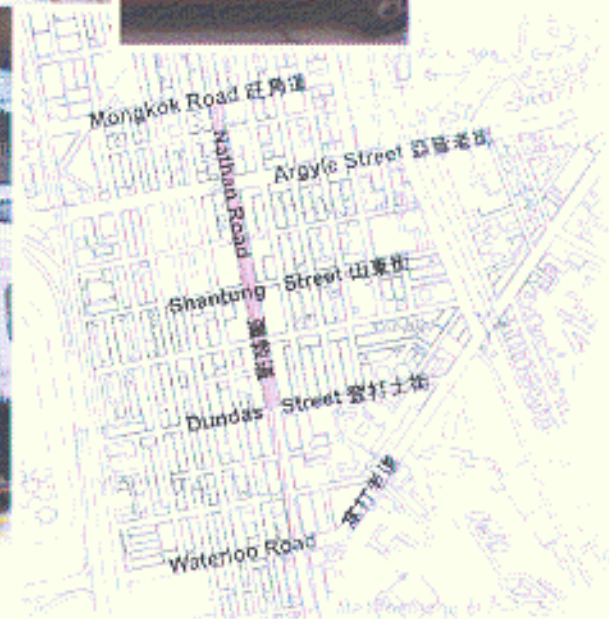 Mongkok Road 旺角道
Argyle Street 亞皆老街
Nathan Road 彌敦道
Shantung Street 山東街
Dundas Street 登打士街
Waterloo Road 窩打老道